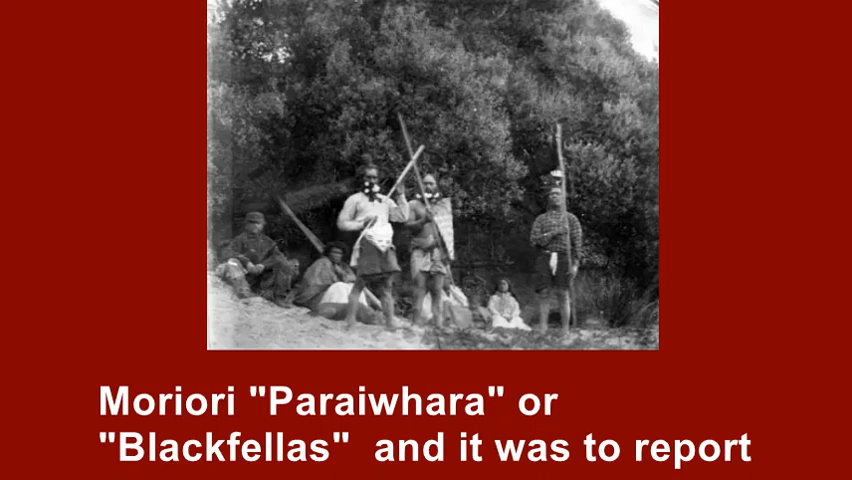 Moriori "Paraiwhara" or
"Blackfellas"  and it was to report